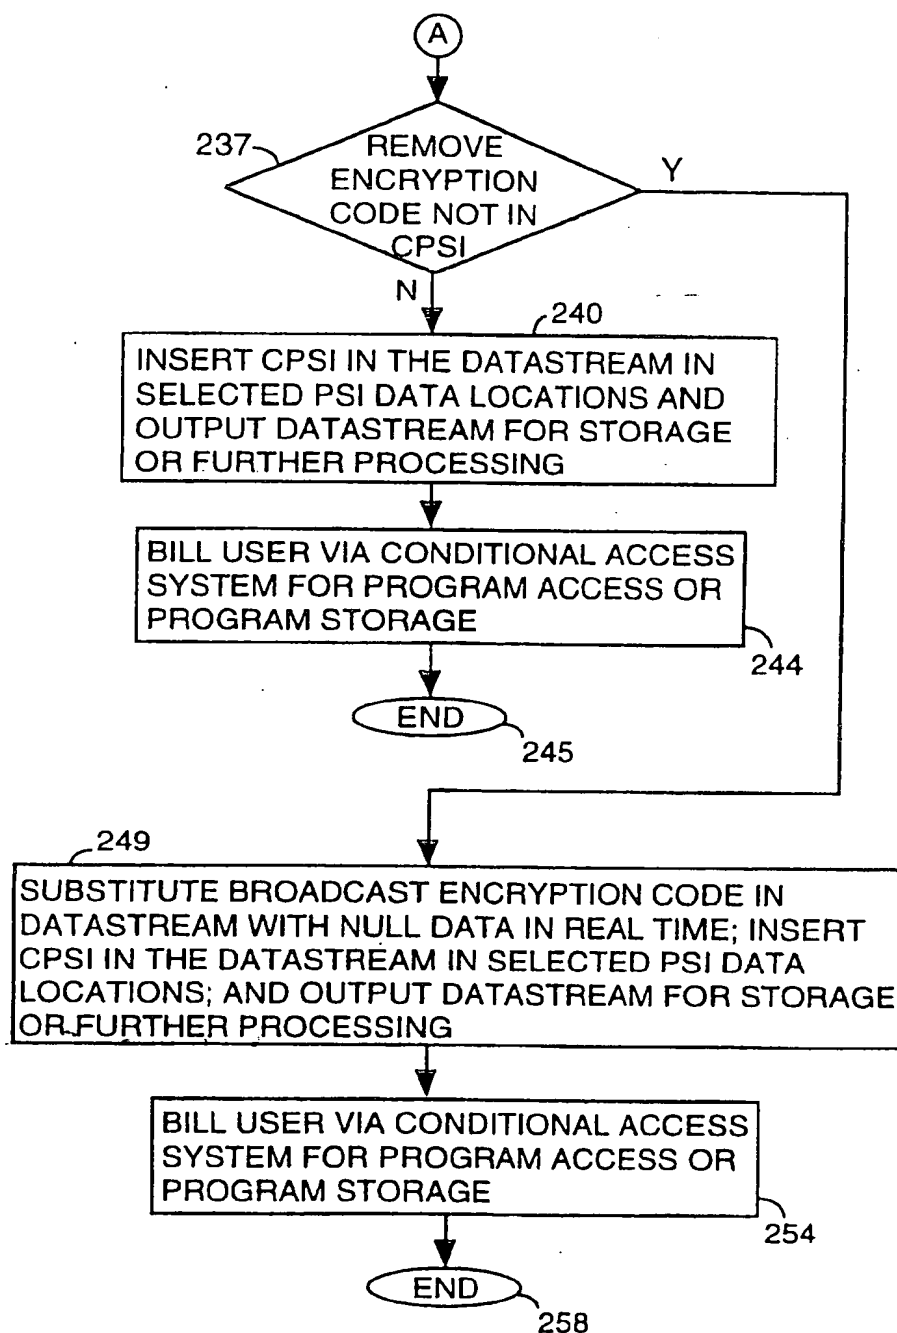 A
237
REMOVE
ENCRYPTION
CODE NOT IN
CPSI
Y
N
240
INSERT CPSI IN THE DATASTREAM IN
SELECTED PSI DATA LOCATIONS AND
OUTPUT DATASTREAM FOR STORAGE
OR FURTHER PROCESSING
BILL USER VIA CONDITIONAL ACCESS
SYSTEM FOR PROGRAM ACCESS OR
PROGRAM STORAGE
244
END
245
249
SUBSTITUTE BROADCAST ENCRYPTION CODE IN
DATASTREAM WITH NULL DATA IN REAL TIME; INSERT
CPSI IN THE DATASTREAM IN SELECTED PSI DATA
LOCATIONS; AND OUTPUT DATASTREAM FOR STORAGE
OR FURTHER PROCESSING
BILL USER VIA CONDITIONAL ACCESS
SYSTEM FOR PROGRAM ACCESS OR
PROGRAM STORAGE
254
END
258